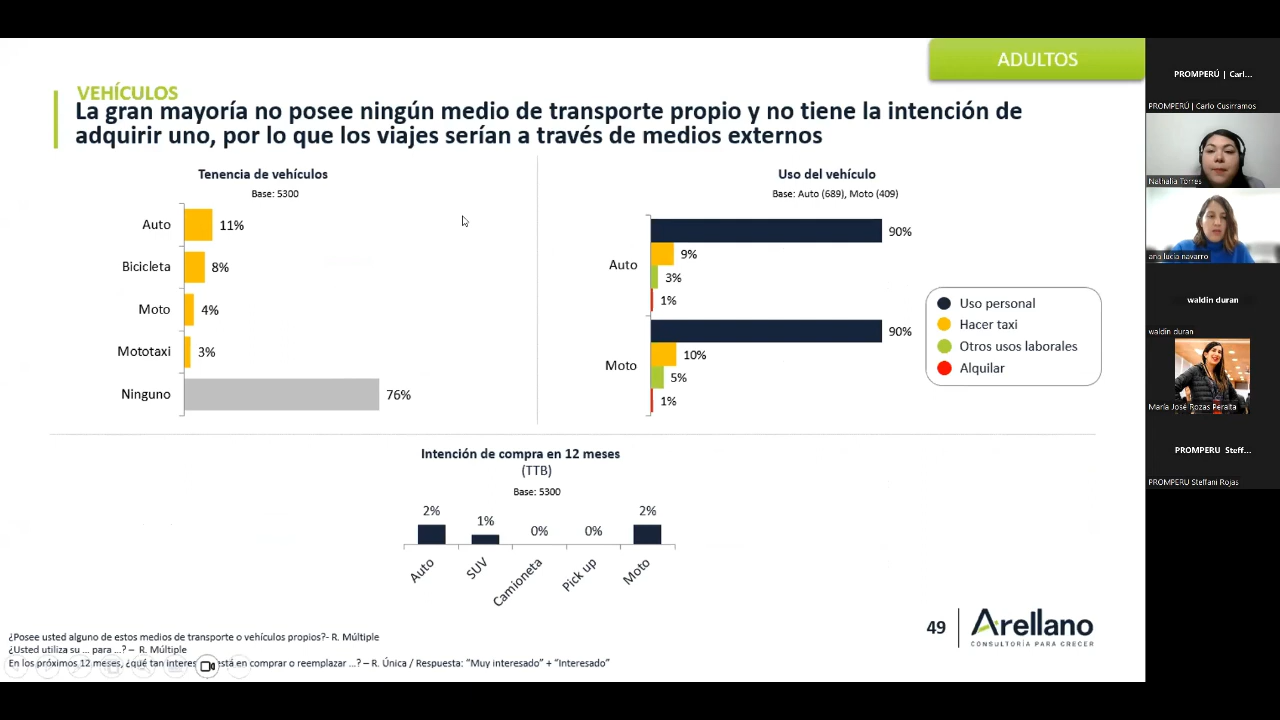 ADULTOS
VEHÍCULOS
La gran mayoría no posee ningún medio de transporte propio y no tiene la intención de
adquirir uno, por lo que los viajes serían a través de medios externos
Tenencia de vehículos
Base: 5300
Auto
11%
Bicicleta
8%
Moto
4%
Mototaxi
3%
Ninguno
76%
Uso del vehículo
Base: Auto (689), Moto (409)
Auto
90%
9%
3%
1%
Moto
90%
10%
5%
1%
Uso personal
Hacer taxi
Otros usos laborales
Alquilar
Intención de compra en 12 meses
(TTB)
Base: 5300
2%
1%
0%
0%
2%
Auto
SUV
Camioneta
Pick up
Moto
¿Posee usted alguno de estos medios de transporte o vehículos propios?- R. Múltiple
¿Usted utiliza su ... para ...? – R. Múltiple
En los próximos 12 meses, ¿qué tan interes está en comprar o reemplazar ...? – R. Única / Respuesta: "Muy interesado" + "Interesado"
49
Arellano
CONSULTORÍA PARA CRECER
PROMPERÚ | Carl...
PROMPERÚ | Carlo Cusirramos
Nathalia Torres
ana lucia navarro
waldin duran
waldin duran
María José Rozas Peralta
PROMPERU Steff...
PROMPERU Steffani Rojas